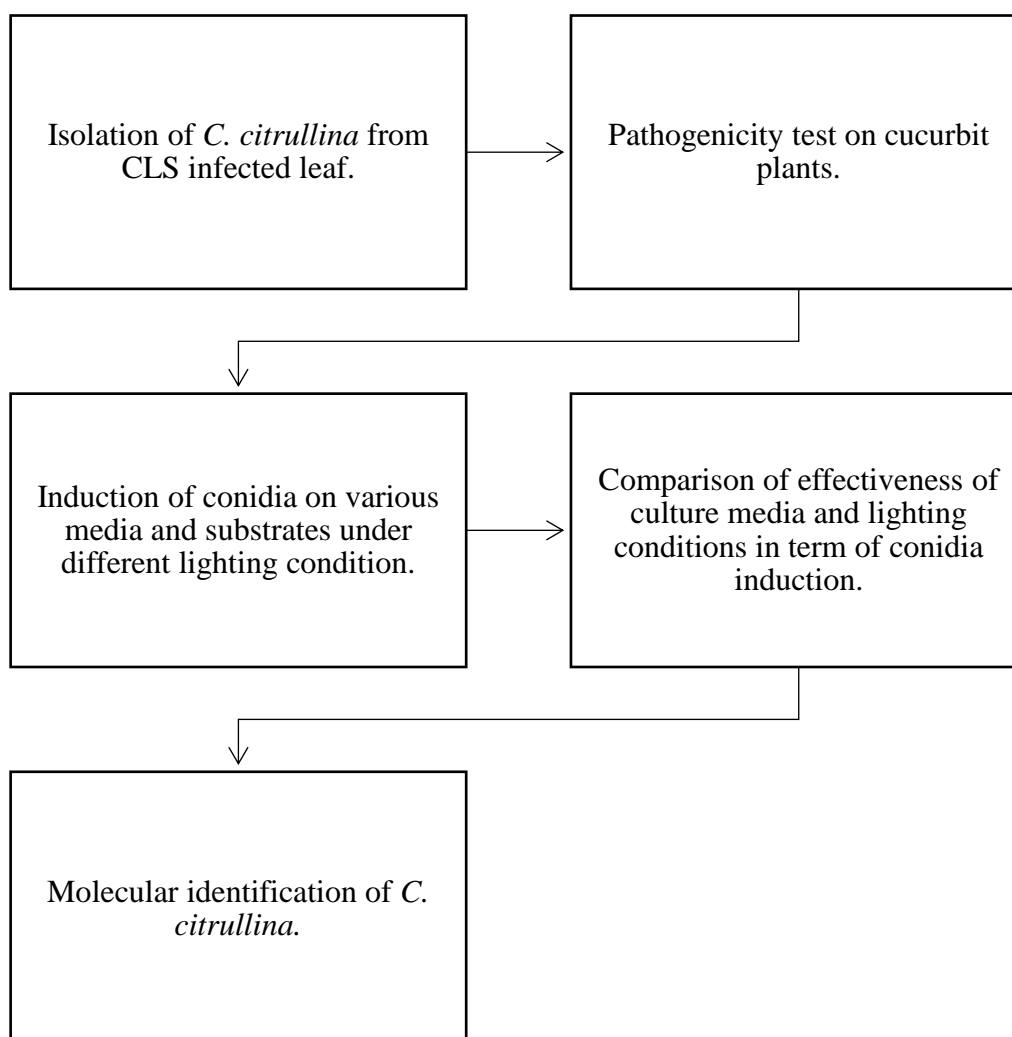 Isolation of C. citrullina from
CLS infected leaf.
Pathogenicity test on cucurbit
plants.
Induction of conidia on various
media and substrates under
different lighting condition.
Comparison of effectiveness of
culture media and lighting
conditions in term of conidia
induction.
Molecular identification of C.
citrullina.